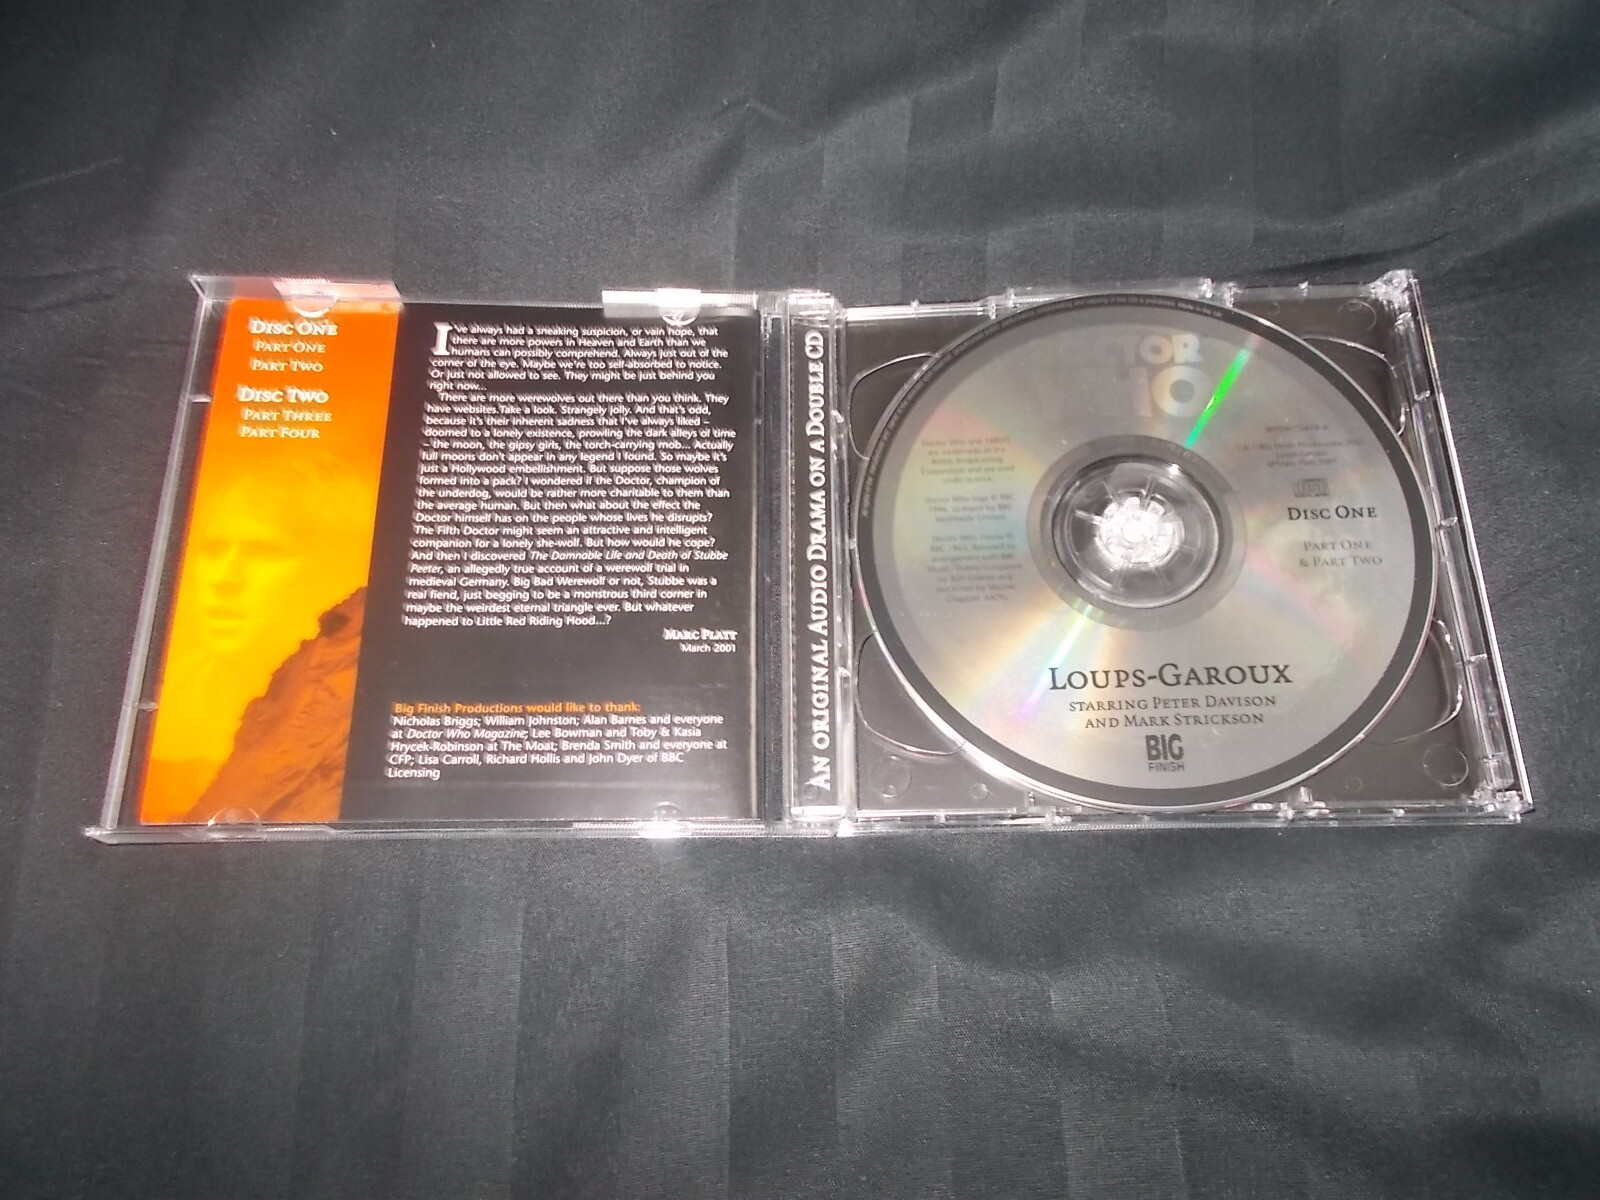 DISC ONE
PART ONE
PART TWO
DISC TWO
PART THREE
PART FOUR
I've always had a sneaking suspicion, or vain hope, that
there are more powers in Heaven and Earth than we
humans can possibly comprehend. Always just out of the
corner of the eye. Maybe we're too self-absorbed to notice.
Or just not allowed to see. They might be just behind you
right now...
There are more werewolves out there than you think. They
have websites.Take a look. Strangely jolly. And that's odd,
because it's their inherent sadness that I've always liked –
doomed to a lonely existence, prowling the dark alleys of time
– the moon, the gipsy girls, the torch-carrying mob... Actually
full moons don't appear in any legend I found. So maybe it's
just a Hollywood embellishment. But suppose those wolves
formed into a pack? I wondered if the Doctor, champion of
the underdog, would be rather more charitable to them than
the average human. But then what about the effect the
Doctor himself has on the people whose lives he disrupts?
The Fifth Doctor might seem an attractive and intelligent
companion for a lonely she-wolf. But how would he cope?
And then I discovered The Damnable Life and Death of Stubbe
Peeter, an allegedly true account of a werewolf trial in
medieval Germany. Big Bad Werewolf or not, Stubbe was a
real fiend, just begging to be a monstrous third corner in
maybe the weirdest eternal triangle ever. But whatever
happened to Little Red Riding Hood...?
MARC PLATT
March 2001
Big Finish Productions would like to thank:
Nicholas Briggs; William Johnston; Alan Barnes and everyone
at Doctor Who Magazine; Lee Bowman and Toby & Kasia
Hrycek-Robinson at The Moat; Brenda Smith and everyone at
CFP; Lisa Carroll, Richard Hollis and John Dyer of BBC
Licensing
AN ORIGINAL AUDIO DRAMA ON A DOUBLE CD
OR
IO
DISC ONE
PART ONE
& PART TWO
LOUPS-GAROUX
STARRING PETER DAVISON
AND MARK STRICKSON
BIG
FINISH